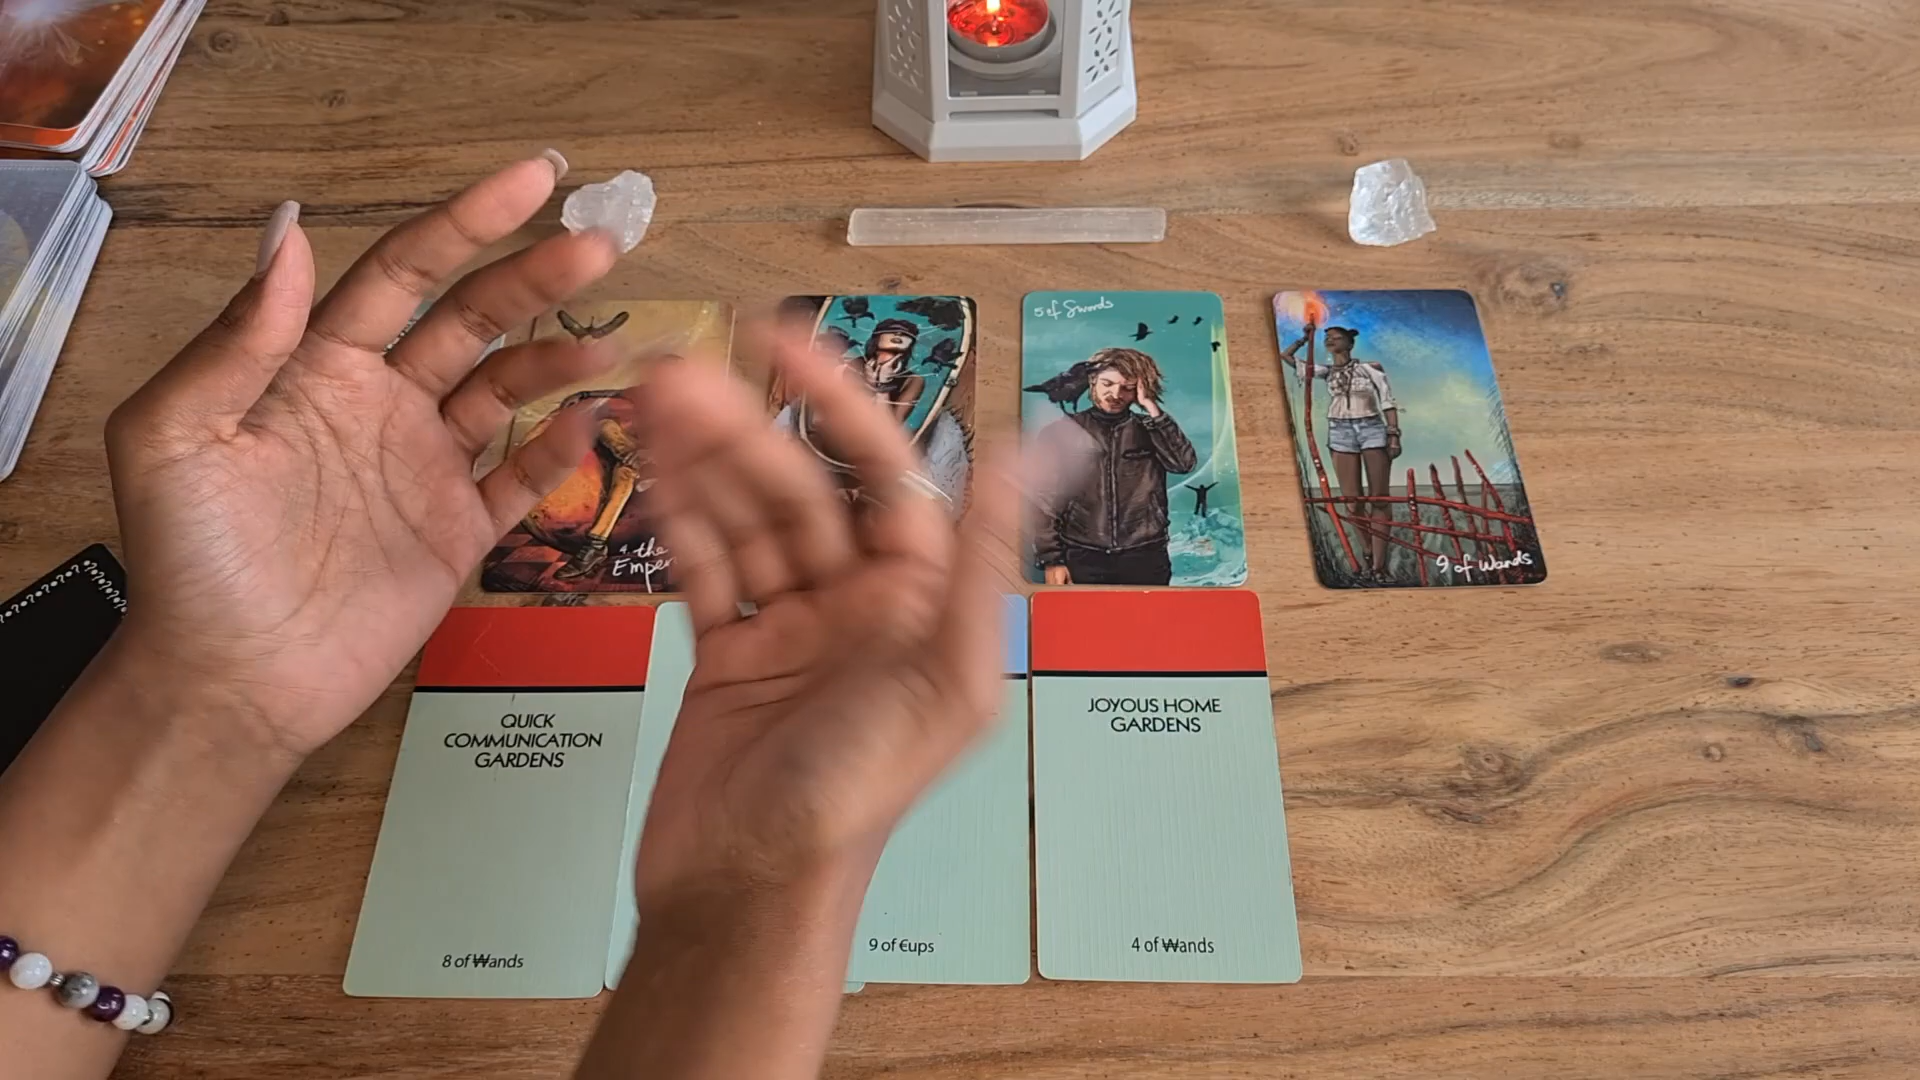 5 of Swords
4. the
9 of Wands
QUICK
COMMUNICATION
GARDENS
8 of ₩ands
9 of €ups
JOYOUS HOME
GARDENS
4 of ₩ands